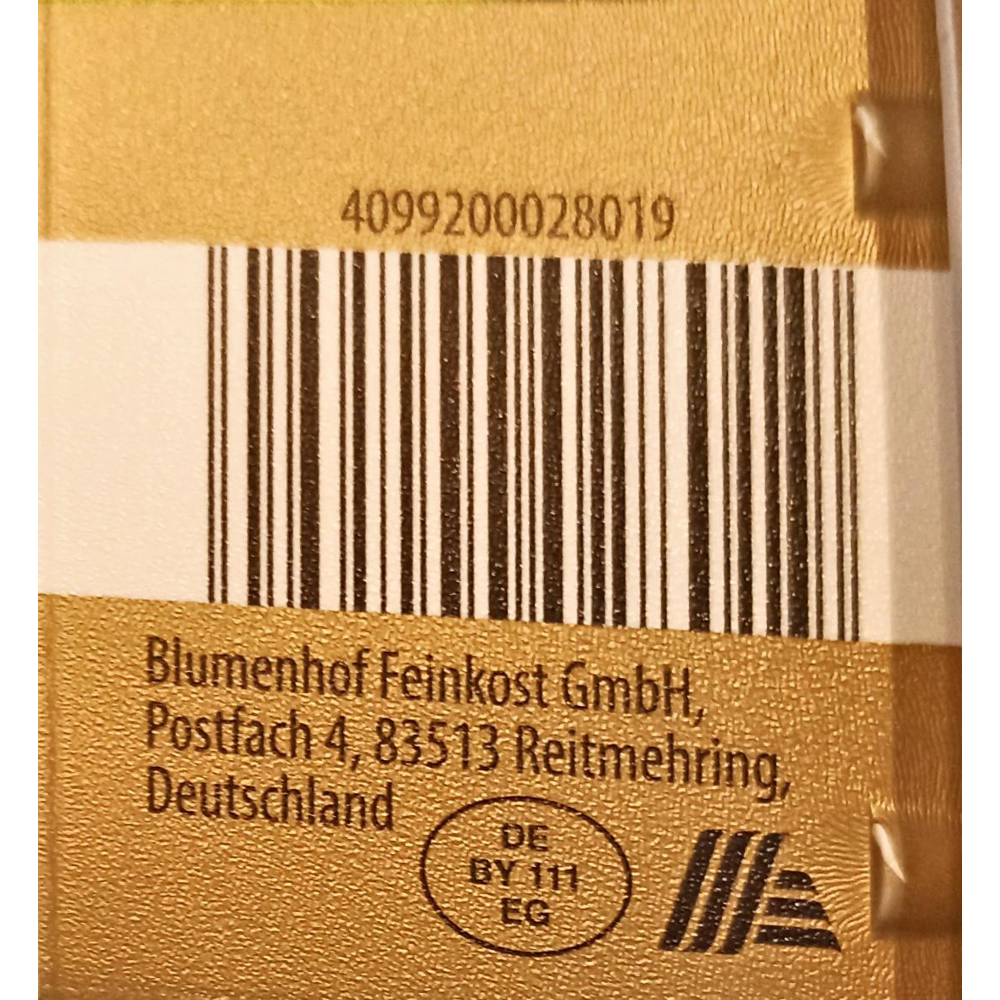 4099200028019
Blumenhof Feinkost GmbH,
Postfach 4, 83513 Reitmehring,
Deutschland
DE
BY 111
EG